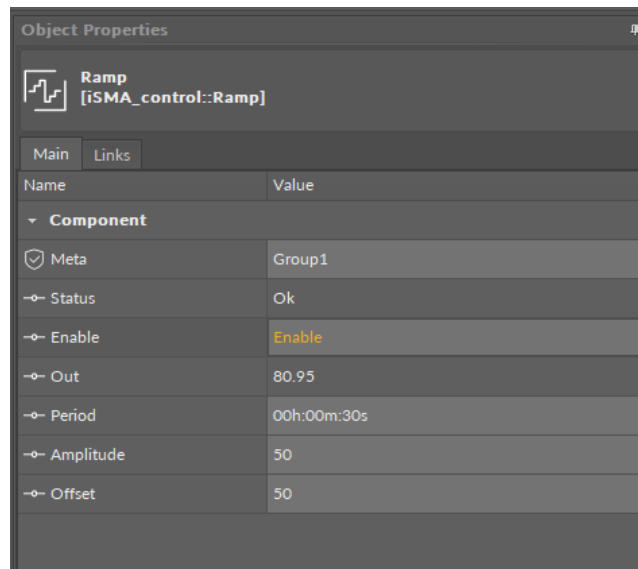 Object Properties
Ramp
[iSMA_control::Ramp]
Main Links
Name Value
Component
Meta Group1
Status Ok
Enable Enable
Out 80.95
Period 00h:00m:30s
Amplitude 50
Offset 50